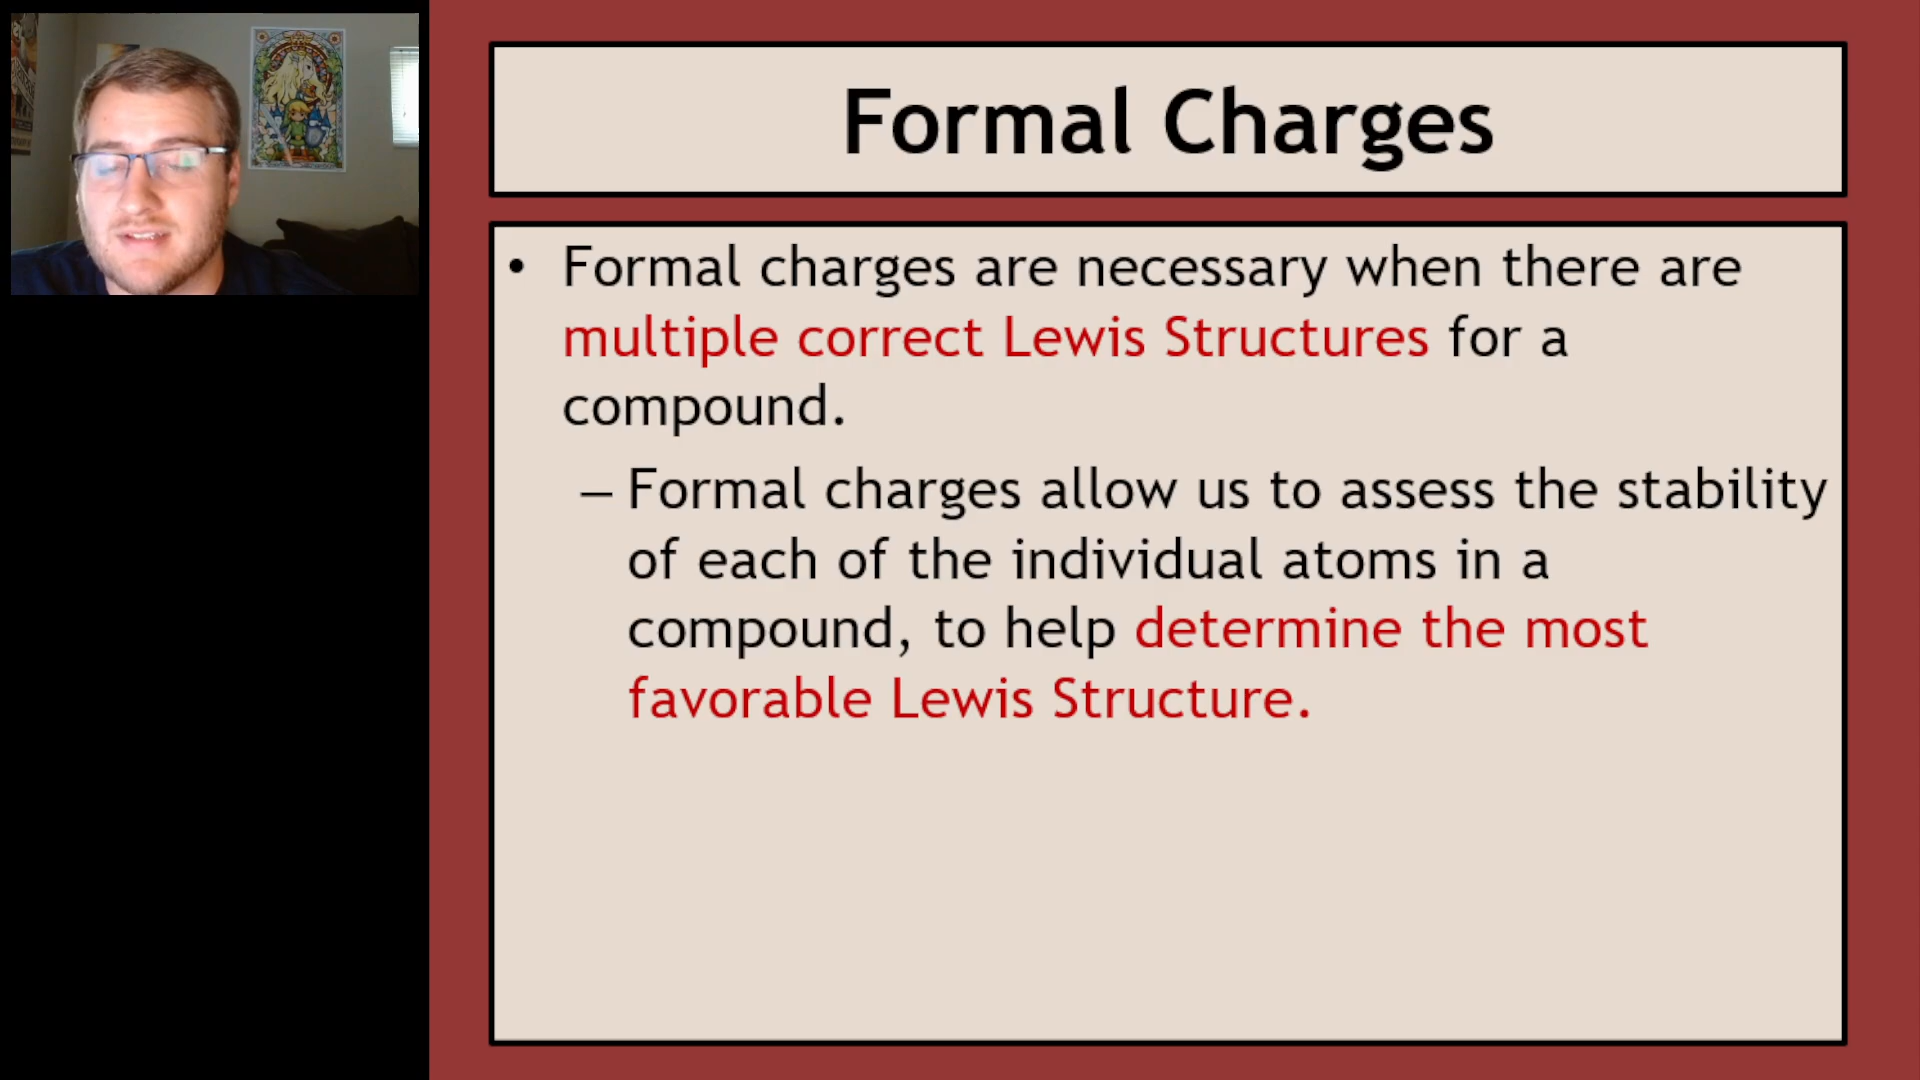 Formal Charges
• Formal charges are necessary when there are
multiple correct Lewis Structures for a
compound.
– Formal charges allow us to assess the stability
of each of the individual atoms in a
compound, to help determine the most
favorable Lewis Structure.